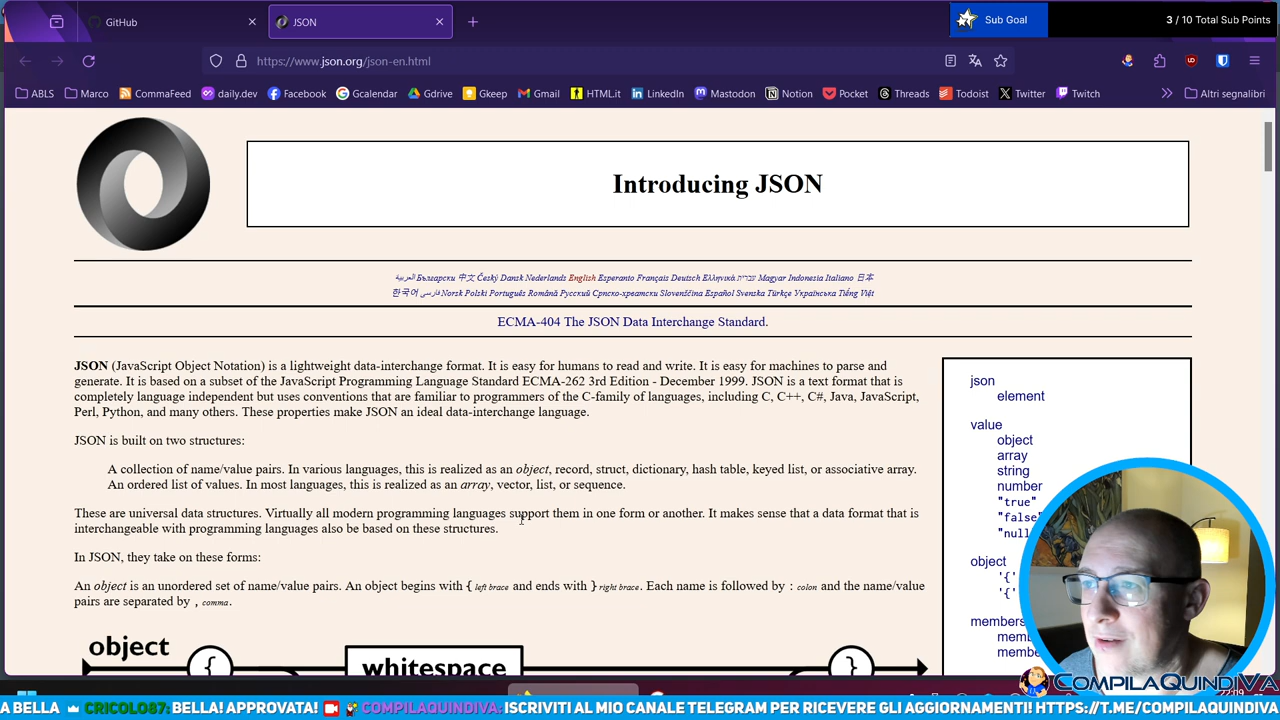 GitHub
JSON
Sub Goal
3 / 10 Total Sub Points
https://www.json.org/json-en.html
ABLS
Marco
CommaFeed
daily.dev
Facebook
Gcalendar
Gdrive
Gkeep
Gmail
HTML.it
LinkedIn
Mastodon
Notion
Pocket
Threads
Todoist
Twitter
Twitch
Altri segnalibri
Introducing JSON
العربية Български 中文 Český Dansk Nederlands English Esperanto Français Deutsch Ελληνικά עברית Magyar Indonesia Italiano 日本
한국어 فارسی Norsk Polski Português Română Русский Српско-хрватски Slovenščina Español Svenska Türkçe Українська Tiếng Việt
ECMA-404 The JSON Data Interchange Standard.
JSON (JavaScript Object Notation) is a lightweight data-interchange format. It is easy for humans to read and write. It is easy for machines to parse and
generate. It is based on a subset of the JavaScript Programming Language Standard ECMA-262 3rd Edition - December 1999. JSON is a text format that is
completely language independent but uses conventions that are familiar to programmers of the C-family of languages, including C, C++, C#, Java, JavaScript,
Perl, Python, and many others. These properties make JSON an ideal data-interchange language.
JSON is built on two structures:
A collection of name/value pairs. In various languages, this is realized as an object, record, struct, dictionary, hash table, keyed list, or associative array.
An ordered list of values. In most languages, this is realized as an array, vector, list, or sequence.
These are universal data structures. Virtually all modern programming languages support them in one form or another. It makes sense that a data format that is
interchangeable with programming languages also be based on these structures.
In JSON, they take on these forms:
An object is an unordered set of name/value pairs. An object begins with { left brace and ends with } right brace. Each name is followed by : colon and the name/value
pairs are separated by , comma.
object
{
whitespace
}
json
element
value
object
array
string
number
"true"
"false
"null
object
'{'
'{'
members
mem
mem
COMPILAQUINDIVA
A BELLA CRICOLO87: BELLA! APPROVATA! COMPILAQUINDIVA: ISCRIVITI AL MIO CANALE TELEGRAM PER RICEVERE GLI AGGIORNAMENTI! HTTPS://T.ME/COMPILAQUINDIVA